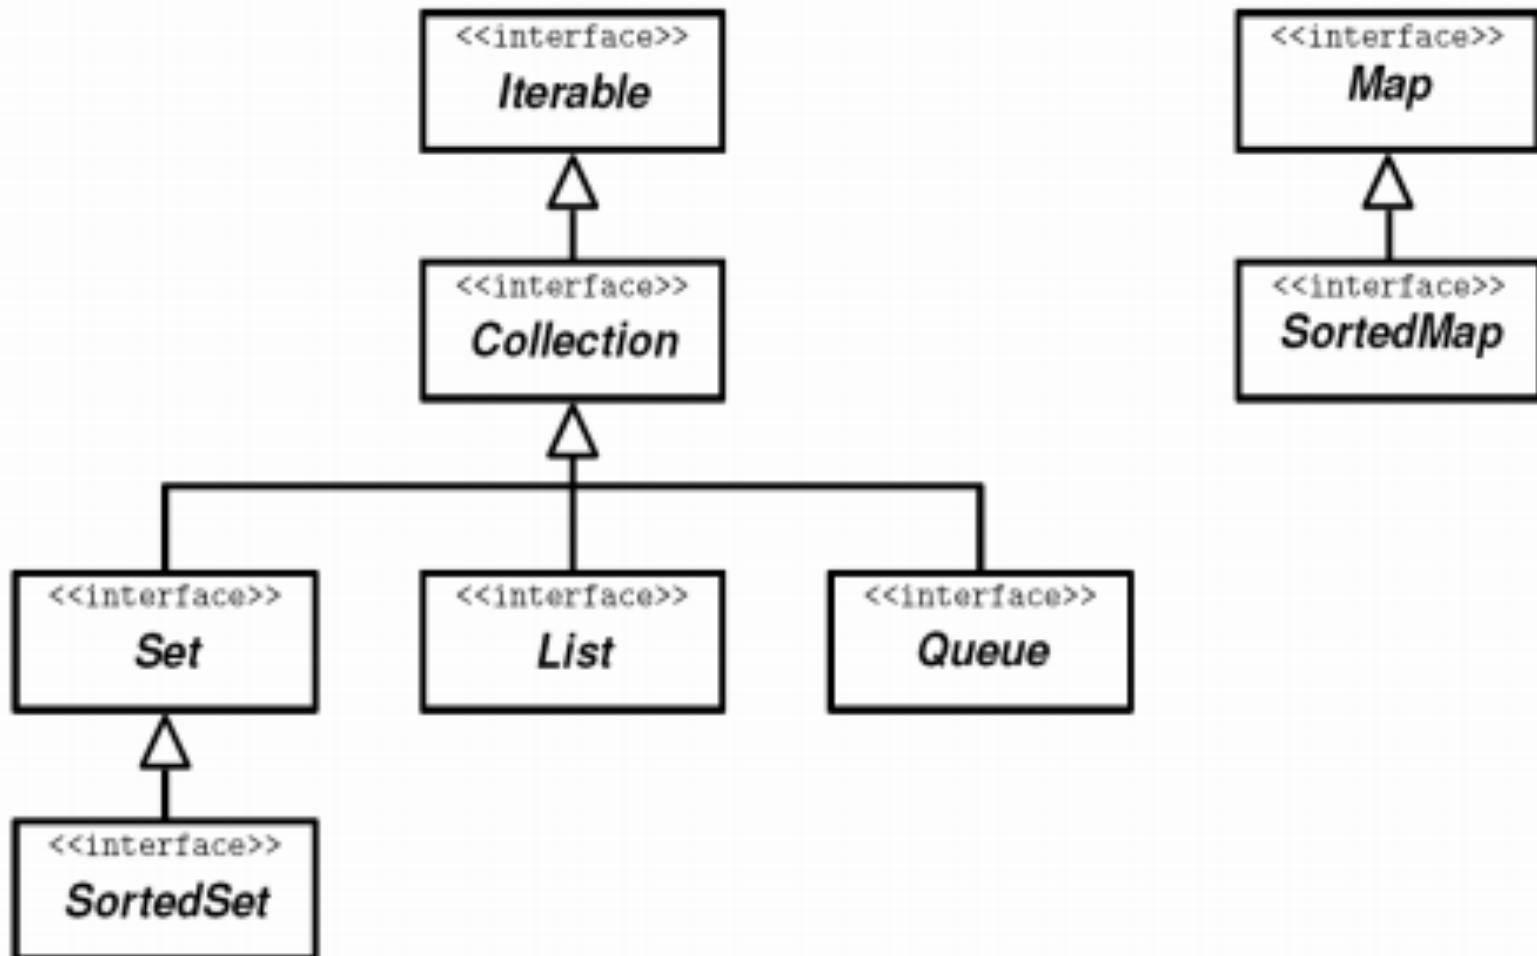 <<interface>>
Iterable
<<interface>>
Map
<<interface>>
Collection
<<interface>>
SortedMap
<<interface>>
Set
<<interface>>
List
<<interface>>
Queue
<<interface>>
SortedSet